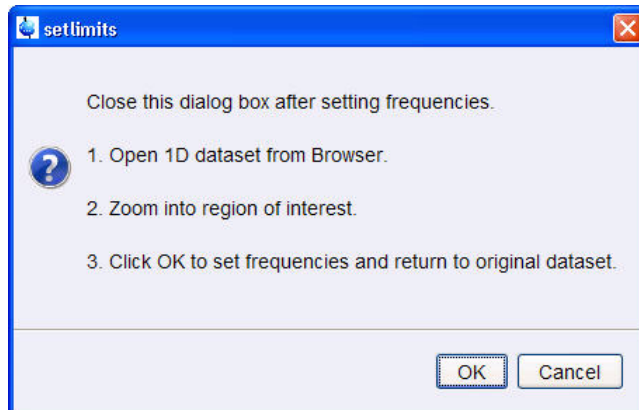 setlimits
Close this dialog box after setting frequencies.
1. Open 1D dataset from Browser.
2. Zoom into region of interest.
3. Click OK to set frequencies and return to original dataset.
OK Cancel